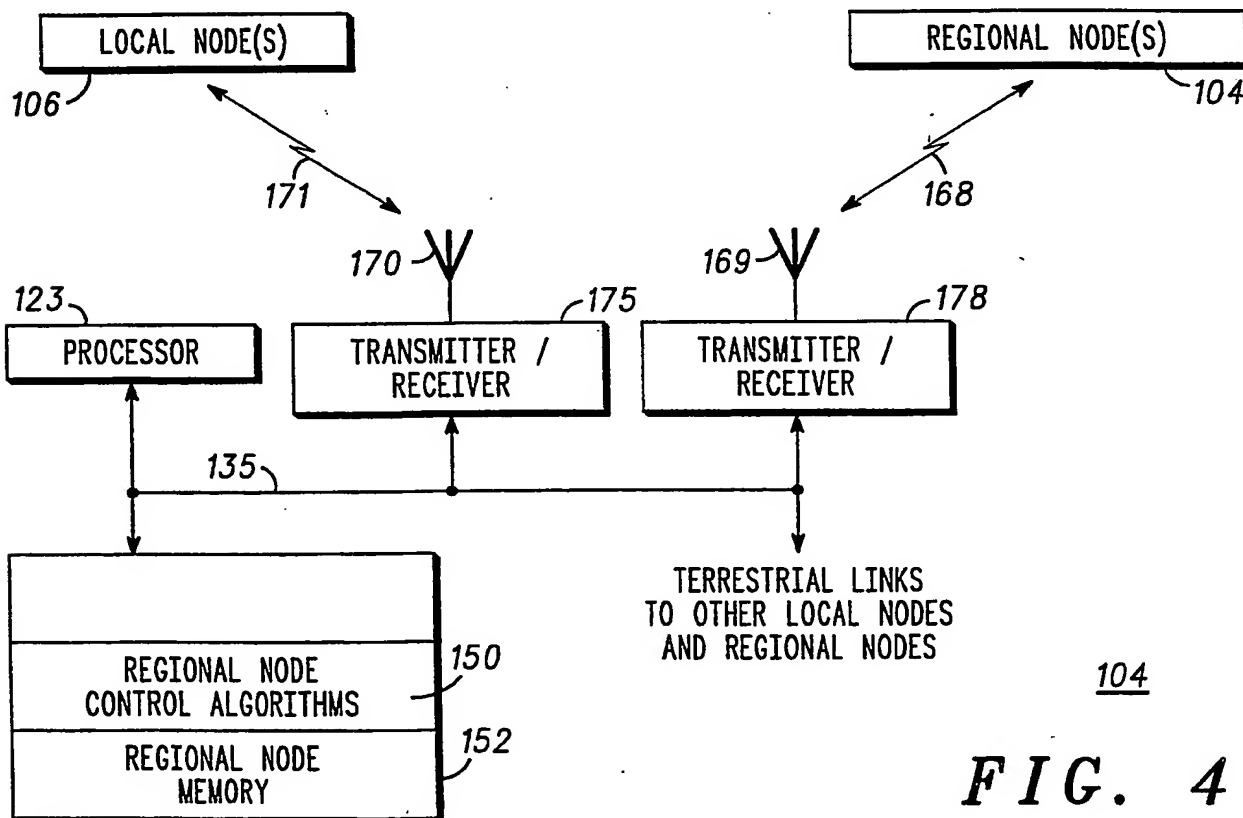 LOCAL NODE(S)
REGIONAL NODE(S)
106
104
171
168
170
169
123
175
178
PROCESSOR
TRANSMITTER /
RECEIVER
TRANSMITTER /
RECEIVER
135
TERRESTRIAL LINKS
TO OTHER LOCAL NODES
AND REGIONAL NODES
REGIONAL NODE
CONTROL ALGORITHMS
150
REGIONAL NODE
MEMORY
152
104
FIG. 4